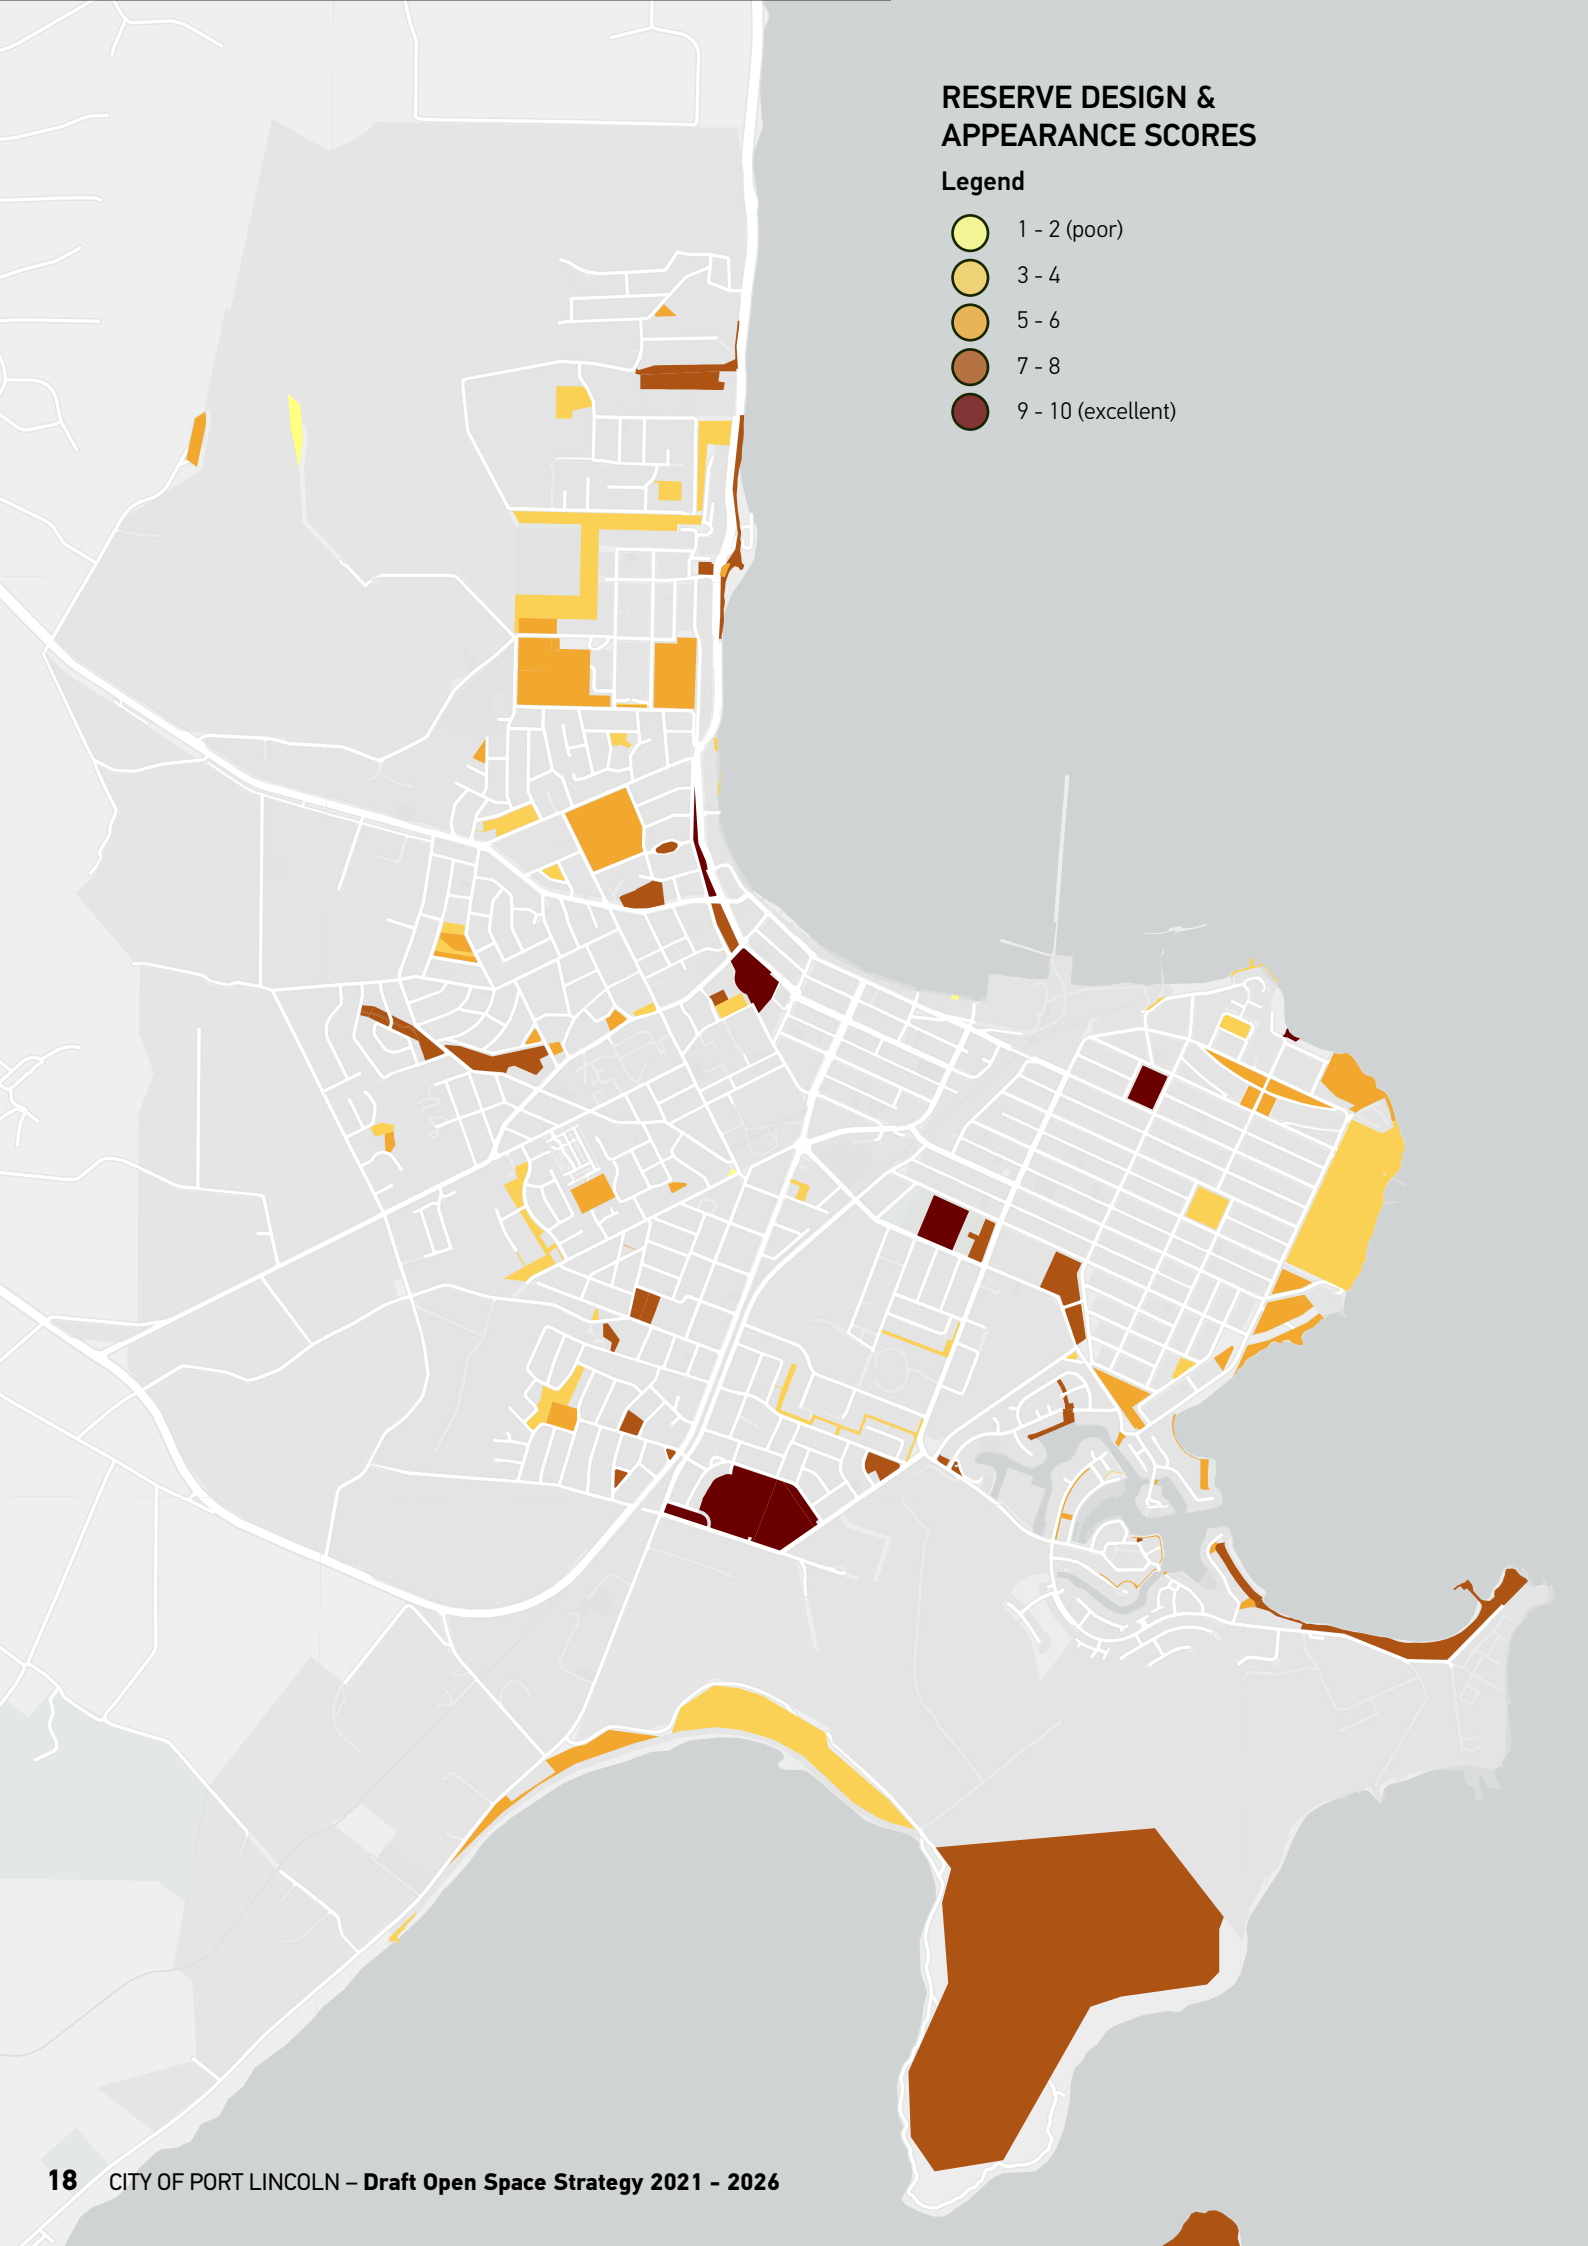 RESERVE DESIGN &
APPEARANCE SCORES
Legend
1 - 2 (poor)
3 - 4
5 - 6
7 - 8
9 - 10 (excellent)
18 CITY OF PORT LINCOLN – Draft Open Space Strategy 2021 - 2026